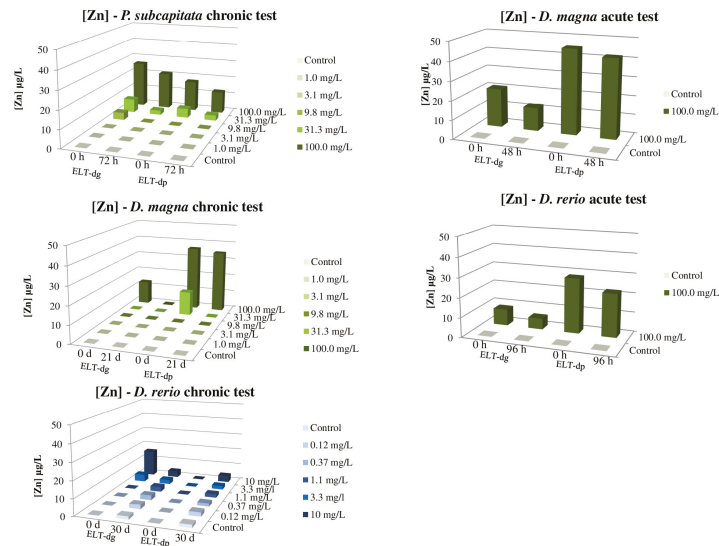 [Zn] - P. subcapitata chronic test
[Zn] µg/L
50
40
30
20
10
0
0 h
72 h
0 h
72 h
ELT-dg
ELT-dp
100.0 mg/L
31.3 mg/L
9.8 mg/L
3.1 mg/L
1.0 mg/L
Control
Control
1.0 mg/L
3.1 mg/L
9.8 mg/L
31.3 mg/L
100.0 mg/L
[Zn] - D. magna acute test
[Zn] µg/L
50
40
30
20
10
0
0 h
48 h
0 h
48 h
ELT-dg
ELT-dp
100.0 mg/L
Control
Control
100.0 mg/L
[Zn] - D. magna chronic test
[Zn] µg/L
50
40
30
20
10
0
0 d
21 d
0 d
21 d
ELT-dg
ELT-dp
100.0 mg/L
31.3 mg/L
9.8 mg/L
3.1 mg/L
1.0 mg/L
Control
Control
1.0 mg/L
3.1 mg/L
9.8 mg/L
31.3 mg/L
100.0 mg/L
[Zn] - D. rerio acute test
[Zn] µg/L
50
40
30
20
10
0
0 h
96 h
0 h
96 h
ELT-dg
ELT-dp
100.0 mg/L
Control
Control
100.0 mg/L
[Zn] - D. rerio chronic test
[Zn] µg/L
50
40
30
20
10
0
0 d
30 d
0 d
30 d
ELT-dg
ELT-dp
10 mg/L
3.3 mg/L
1.1 mg/L
0.37 mg/L
0.12 mg/L
Control
Control
0.12 mg/L
0.37 mg/L
1.1 mg/L
3.3 mg/l
10 mg/L